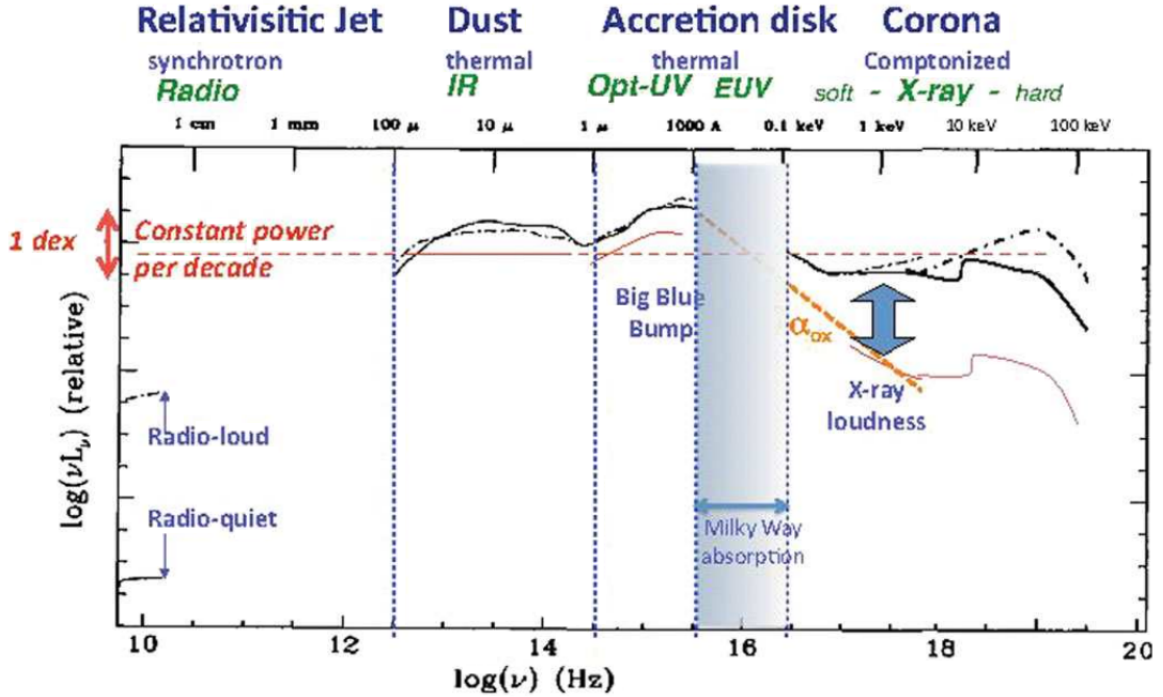 Relativisitic Jet Dust Accretion disk Corona
synchrotron thermal thermal Comptonized
Radio IR Opt-UV EUV soft - X-ray - hard
1 cm 1 mm 100 μ 10 μ 1 μ 1000 A 0.1 keV 1 keV 10 keV 100 keV
1 dex
Constant power
per decade
Big Blue
Bump
αox
X-ray
loudness
Radio-loud
Radio-quiet
Milky Way
absorption
log(νLν) (relative)
10 12 14 16 18 20
log(ν) (Hz)